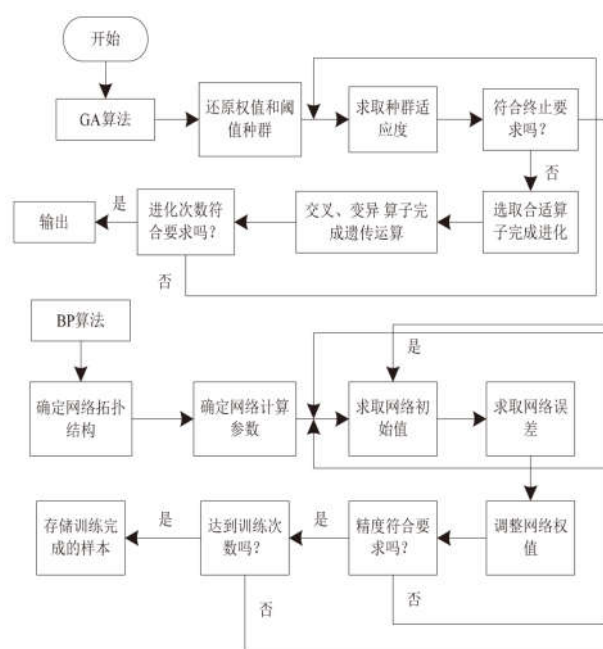 开始
GA算法
还原权值和阈
值种群
求取种群适
应度
符合终止要
求吗？
否
选取合适算
子完成进化
交叉、变异 算子完
成遗传运算
进化次数符
合要求吗？
是
输出
否
BP算法
是
确定网络拓扑
结构
确定网络计算
参数
求取网络初
始值
求取网络误
差
调整网络权
值
精度符合要
求吗？
是
达到训练次
数吗？
是
存储训练完
成的样本
否
否